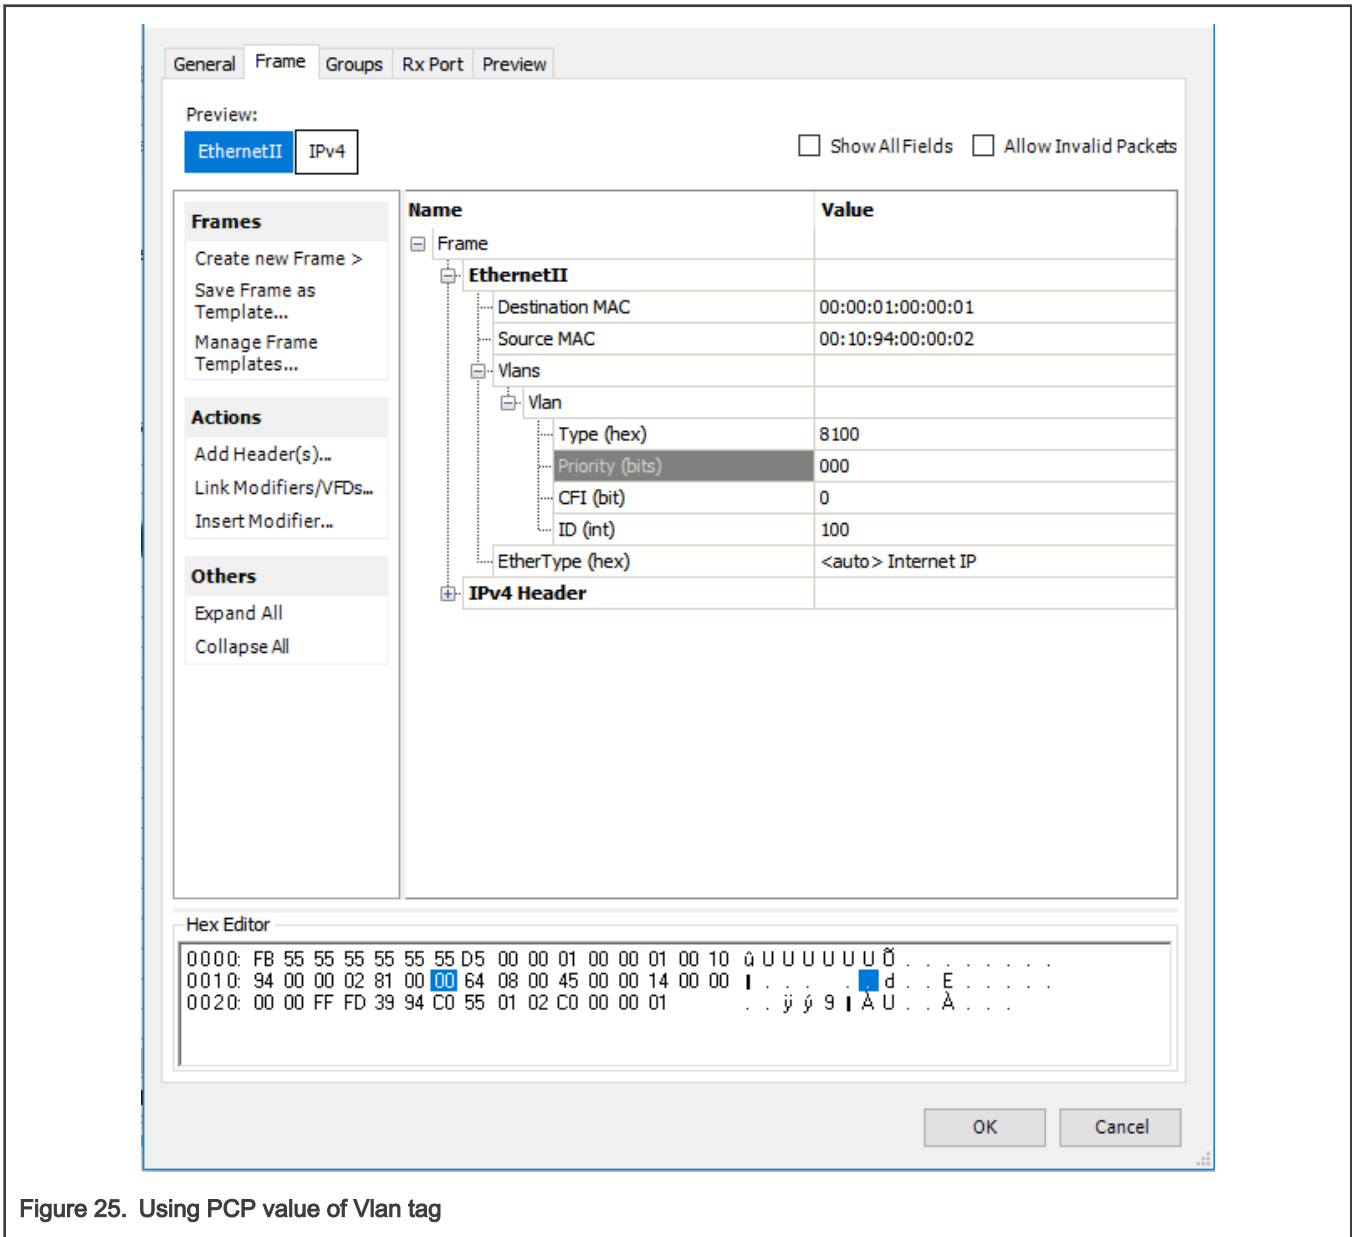 General Frame Groups Rx Port Preview
Preview:
EthernetII IPv4
Show All Fields Allow Invalid Packets
Frames
Create new Frame >
Save Frame as
Template...
Manage Frame
Templates...
Actions
Add Header(s)...
Link Modifiers/VFDs...
Insert Modifier...
Others
Expand All
Collapse All
Name Value
Frame
EthernetII
Destination MAC 00:00:01:00:00:01
Source MAC 00:10:94:00:00:02
Vlans
Vlan
Type (hex) 8100
Priority (bits) 000
CFI (bit) 0
ID (int) 100
EtherType (hex) <auto> Internet IP
IPv4 Header
Hex Editor
0000: FB 55 55 55 55 55 55 D5 00 00 01 00 00 01 00 10 û U U U U U U Õ . . . . . . . .
0010: 94 00 00 02 81 00 00 64 08 00 45 00 00 14 00 00 . . . . . d . . E . . . . .
0020: 00 00 FF FD 39 94 C0 55 01 02 C0 00 00 01 . . ÿ ý 9 À U . . À . . .
OK Cancel
Figure 25. Using PCP value of Vlan tag